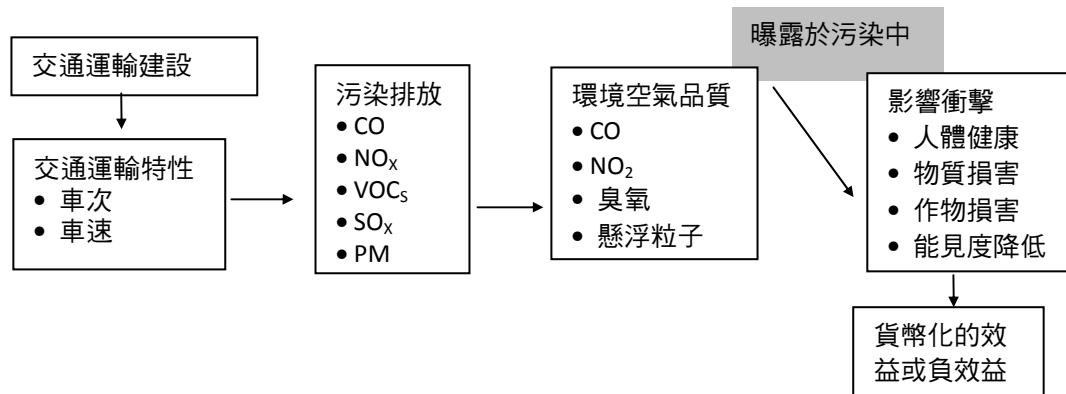 交通運輸建設
交通運輸特性
• 車次
• 車速
污染排放
• CO
• NOX
• VOCS
• SOX
• PM
環境空氣品質
• CO
• NO2
• 臭氧
• 懸浮粒子
曝露於污染中
影響衝擊
• 人體健康
• 物質損害
• 作物損害
• 能見度降低
貨幣化的效
益或負效益